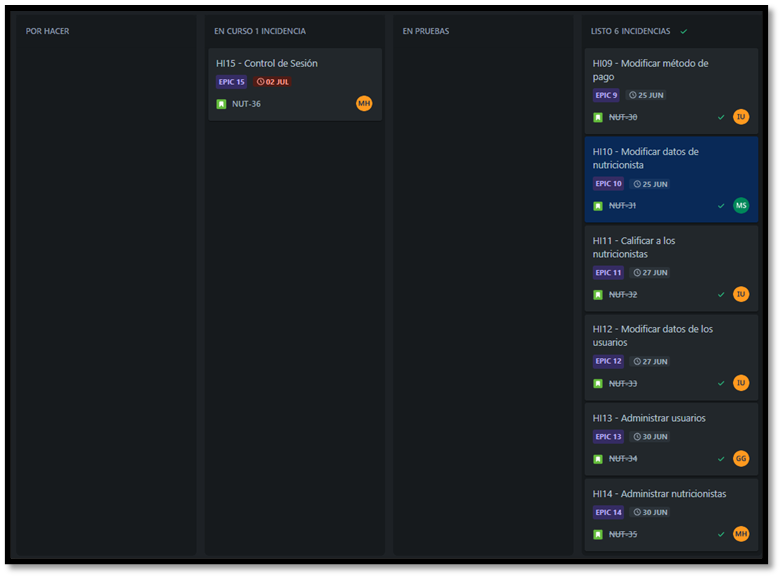 POR HACER
EN CURSO 1 INCIDENCIA
HI15 - Control de Sesión
EPIC 15 02 JUL
NUT-36 MH
EN PRUEBAS
LISTO 6 INCIDENCIAS
HI09 - Modificar método de
pago
EPIC 9 25 JUN
NUT-30 IU
HI10 - Modificar datos de
nutricionista
EPIC 10 25 JUN
NUT-31 MS
HI11 - Calificar a los
nutricionistas
EPIC 11 27 JUN
NUT-32 IU
HI12 - Modificar datos de los
usuarios
EPIC 12 27 JUN
NUT-33 IU
HI13 - Administrar usuarios
EPIC 13 30 JUN
NUT-34 GG
HI14 - Administrar nutricionistas
EPIC 14 30 JUN
NUT-35 MH